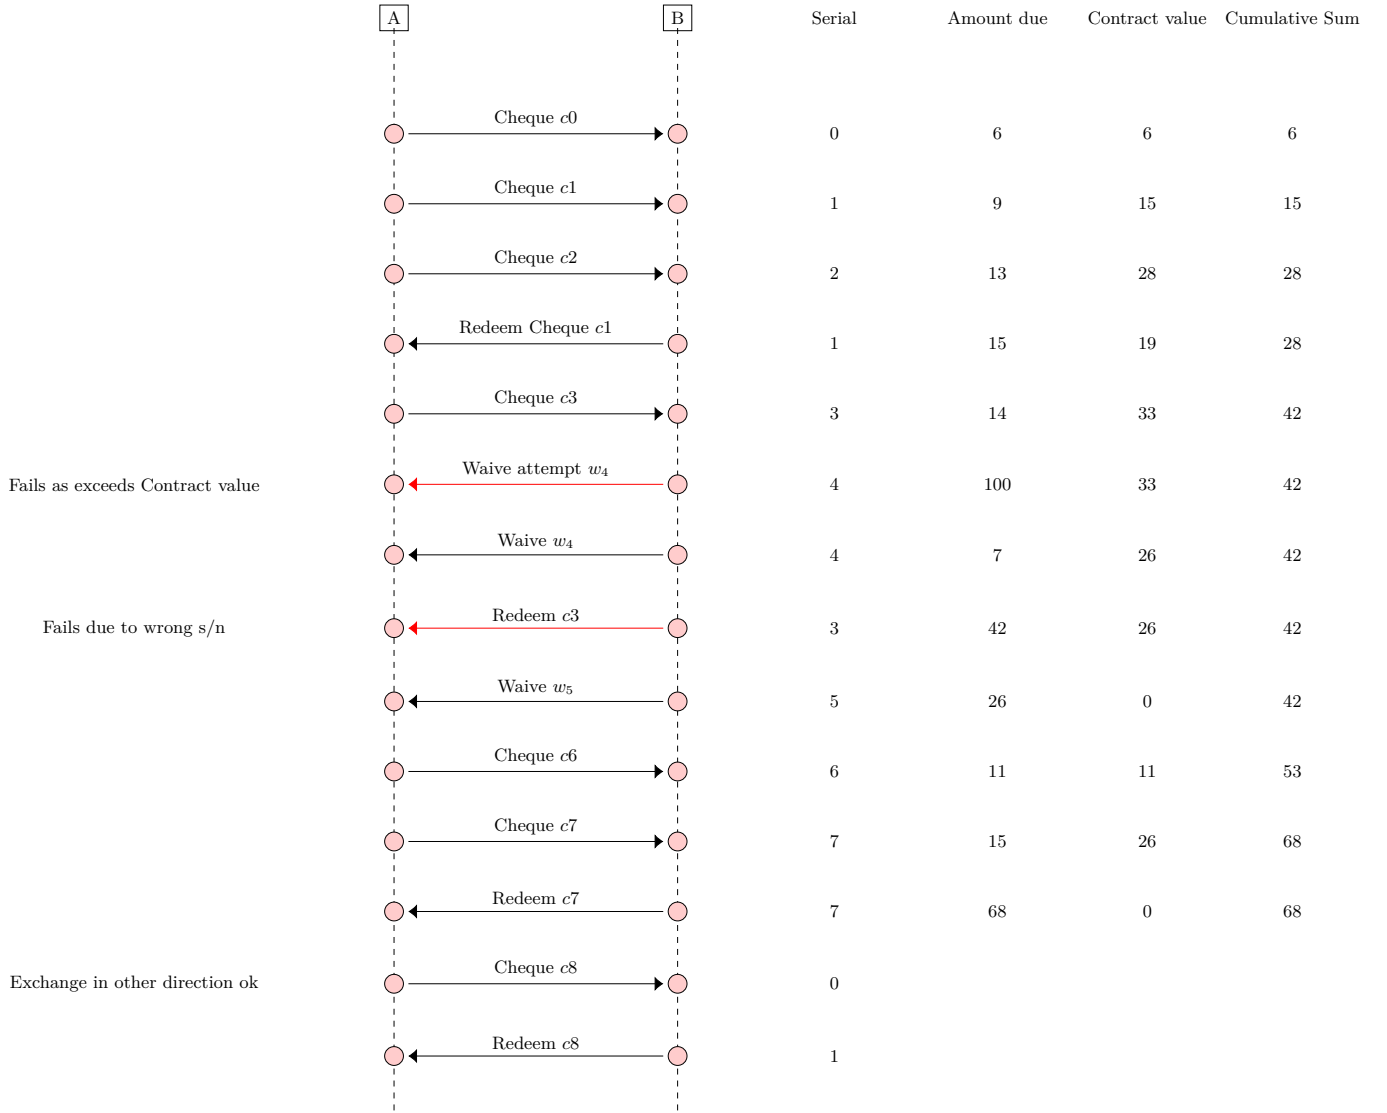 A B Serial Amount due Contract value Cumulative Sum
Cheque c0 0 6 6 6
Cheque c1 1 9 15 15
Cheque c2 2 13 28 28
Redeem Cheque c1 1 15 19 28
Cheque c3 3 14 33 42
Fails as exceeds Contract value Waive attempt w₄ 4 100 33 42
Waive w₄ 4 7 26 42
Fails due to wrong s/n Redeem c3 3 42 26 42
Waive w₅ 5 26 0 42
Cheque c6 6 11 11 53
Cheque c7 7 15 26 68
Redeem c7 7 68 0 68
Exchange in other direction ok Cheque c8 0
Redeem c8 1